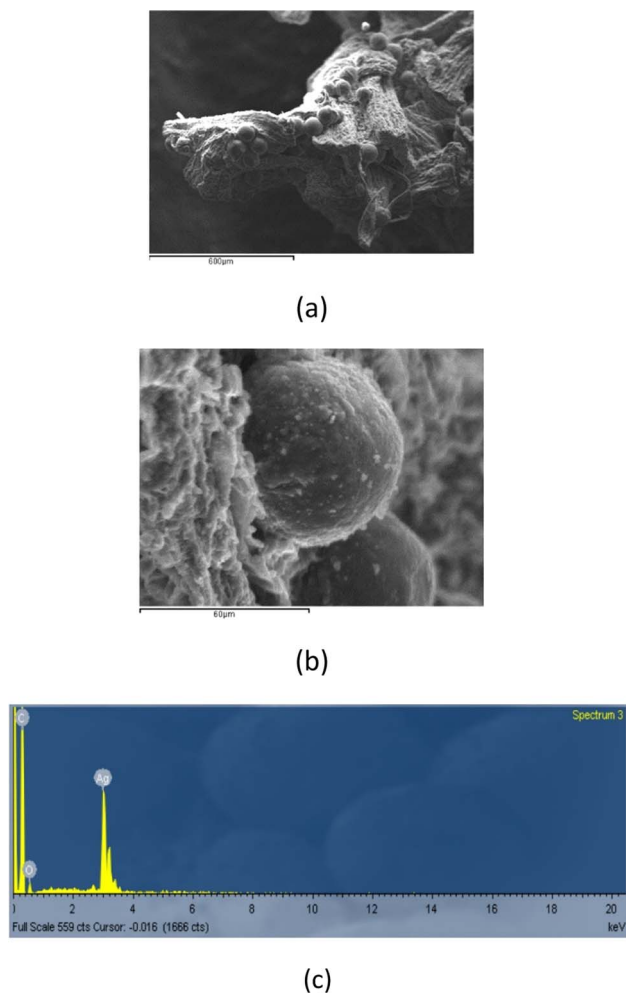 600µm
(a)
60µm
(b)
Spectrum 3
C
Ag
O
0 2 4 6 8 10 12 14 16 18 20
Full Scale 559 cts Cursor: -0.016 (1666 cts) keV
(c)